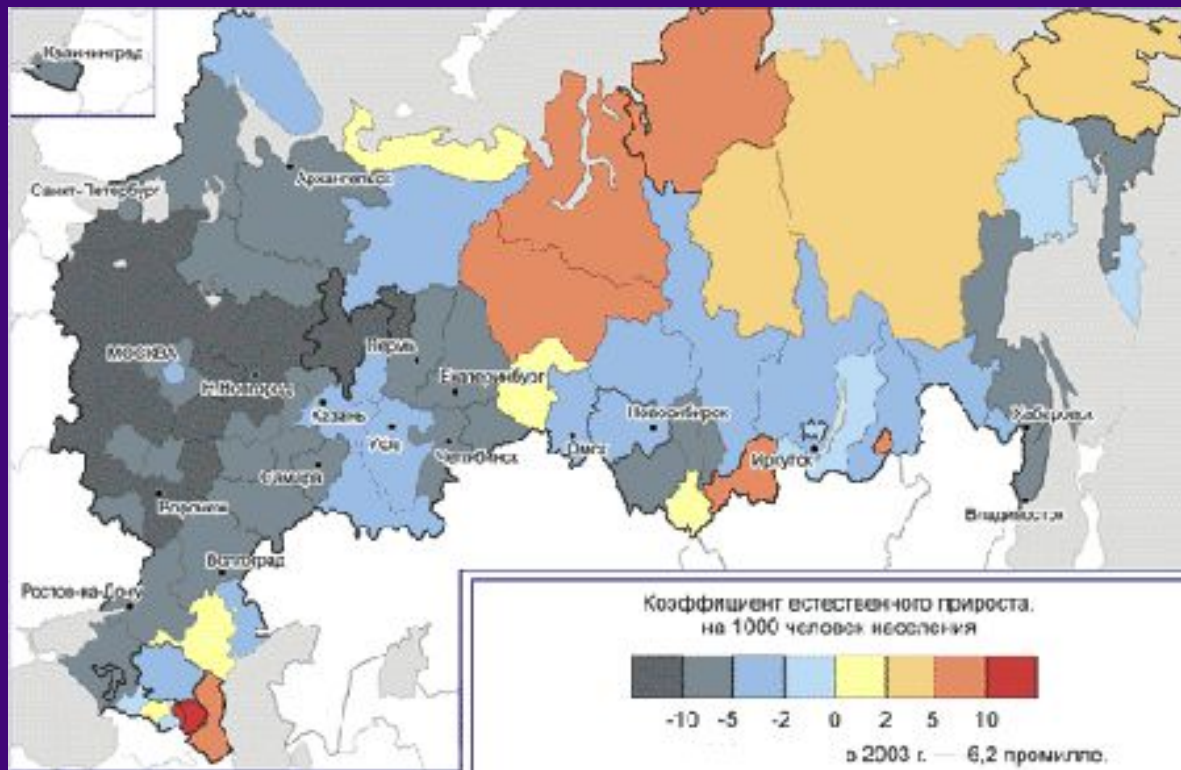 Калининград
Санкт-Петербург
Архангельск
МОСКВА
Н.Новгород
Пермь
Екатеринбург
Казань
Уфа
Челябинск
Самара
Омск
Новосибирск
Иркутск
Хабаровск
Владивосток
Воронеж
Волгоград
Ростов-на-Дону
Коэффициент естественного прироста,
на 1000 человек населения
-10 -5 -2 0 2 5 10
в 2003 г. — 6,2 промилле.